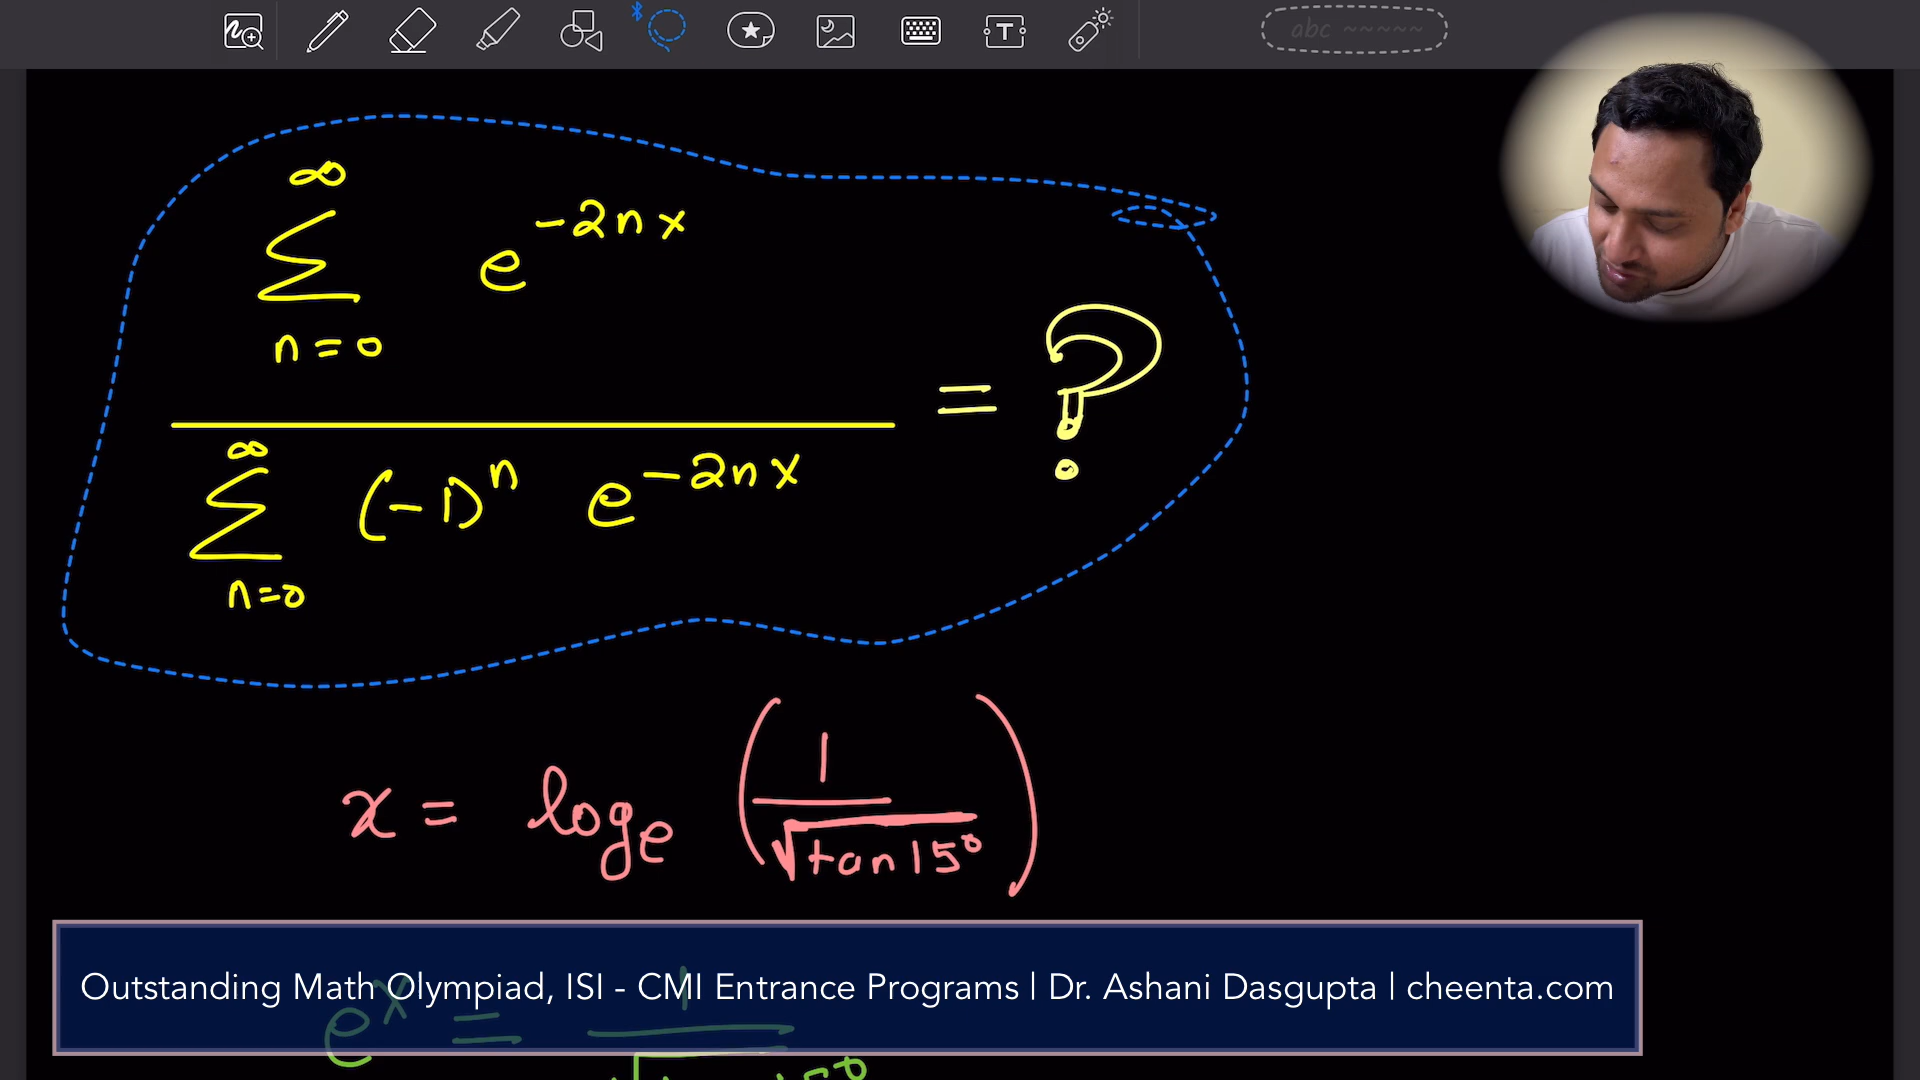 abc
∞
∑ e^{-2nx}
n=0
= ?
∞
∑ (-1)^n e^{-2nx}
n=0
x = log_e (1/√tan 15°)
Outstanding Math Olympiad, ISI - CMI Entrance Programs | Dr. Ashani Dasgupta | cheenta.com
e^x = 1